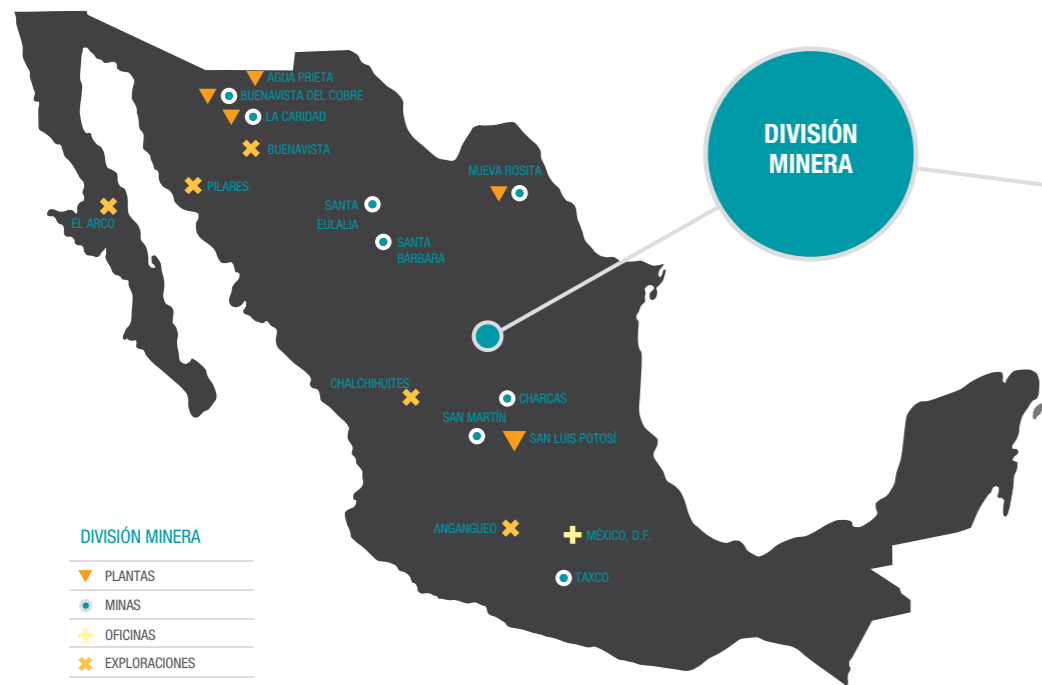 AGUA PRIETA
BUENAVISTA DEL COBRE
LA CARIDAD
BUENAVISTA
PILARES
EL ARCO
NUEVA ROSITA
SANTA
EULALIA
SANTA
BÁRBARA
DIVISIÓN
MINERA
CHALCHIHUITES
CHARCAS
SAN MARTÍN
SAN LUIS POTOSÍ
ANGANGUEO
MÉXICO, D.F.
TAXCO
DIVISIÓN MINERA
PLANTAS
MINAS
OFICINAS
EXPLORACIONES